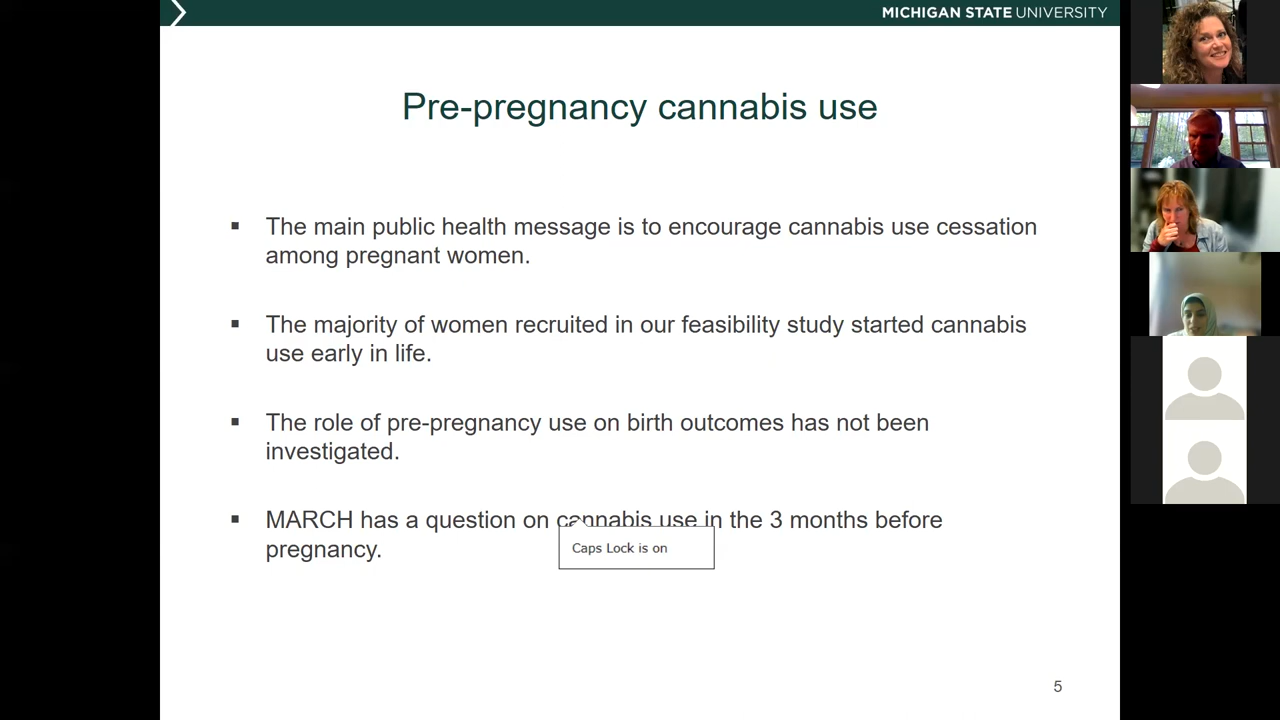 MICHIGAN STATE UNIVERSITY
Pre-pregnancy cannabis use
▪ The main public health message is to encourage cannabis use cessation
among pregnant women.
▪ The majority of women recruited in our feasibility study started cannabis
use early in life.
▪ The role of pre-pregnancy use on birth outcomes has not been
investigated.
▪ MARCH has a question on cannabis use in the 3 months before
pregnancy.
Caps Lock is on
5